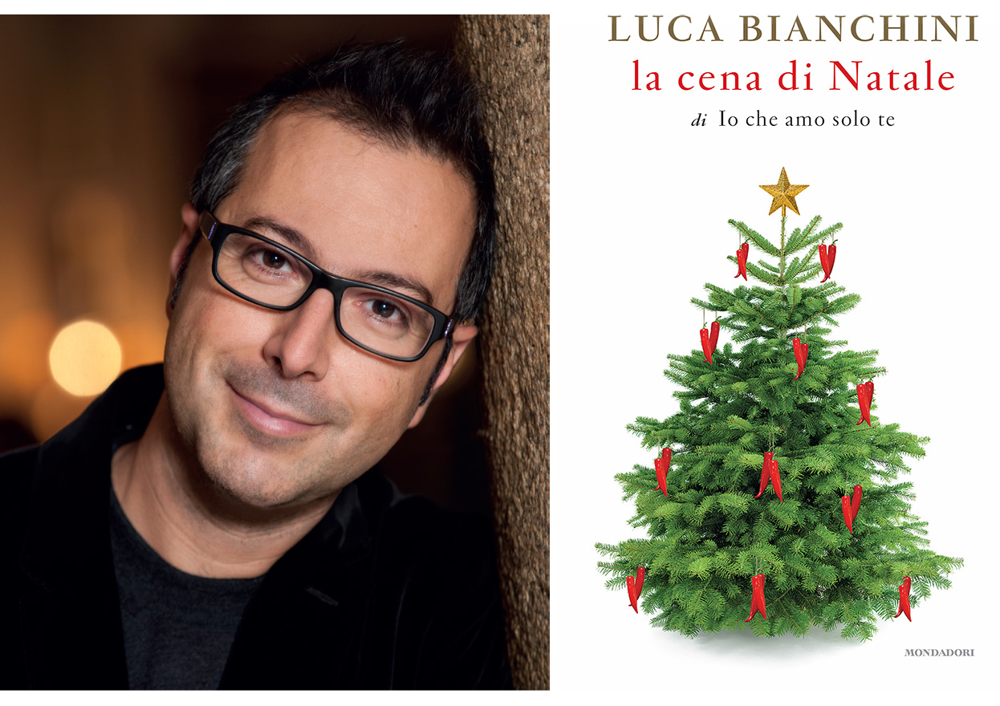 LUCA BIANCHINI
la cena di Natale
di Io che amo solo te
MONDADORI